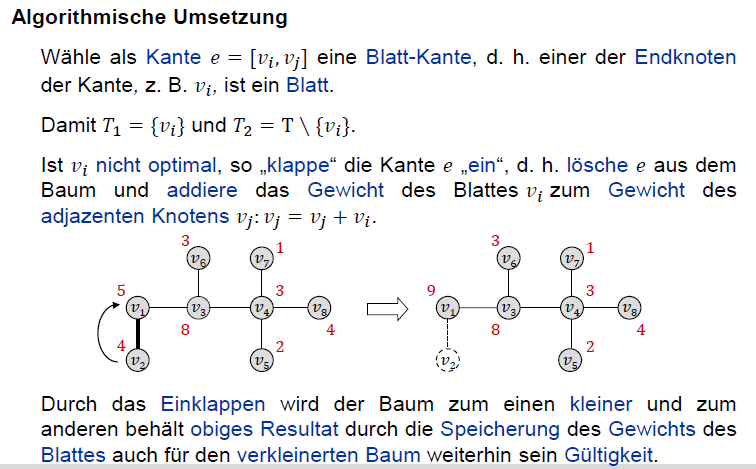 Algorithmische Umsetzung
Wähle als Kante e = [v_i, v_j] eine Blatt-Kante, d. h. einer der Endknoten
der Kante, z. B. v_i, ist ein Blatt.
Damit T_1 = {v_i} und T_2 = T \ {v_i}.
Ist v_i nicht optimal, so „klappe“ die Kante e „ein“, d. h. lösche e aus dem
Baum und addiere das Gewicht des Blattes v_i zum Gewicht des
adjazenten Knotens v_j: v_j = v_j + v_i.
3 1 3 1
v_6 v_7 v_6 v_7
5 3 9 3
v_1 v_3 v_4 v_8 v_1 v_3 v_4 v_8
8 4 8 4
4 2 2
v_2 v_5 v_2 v_5
Durch das Einklappen wird der Baum zum einen kleiner und zum
anderen behält obiges Resultat durch die Speicherung des Gewichts des
Blattes auch für den verkleinerten Baum weiterhin sein Gültigkeit.